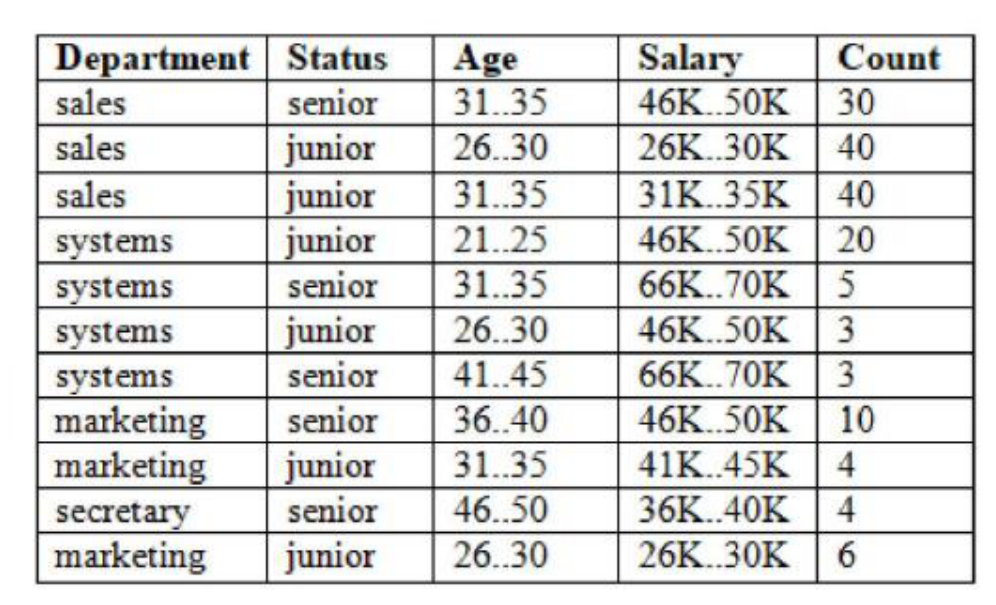 Department Status Age Salary Count
sales senior 31..35 46K..50K 30
sales junior 26..30 26K..30K 40
sales junior 31..35 31K..35K 40
systems junior 21..25 46K..50K 20
systems senior 31..35 66K..70K 5
systems junior 26..30 46K..50K 3
systems senior 41..45 66K..70K 3
marketing senior 36..40 46K..50K 10
marketing junior 31..35 41K..45K 4
secretary senior 46..50 36K..40K 4
marketing junior 26..30 26K..30K 6